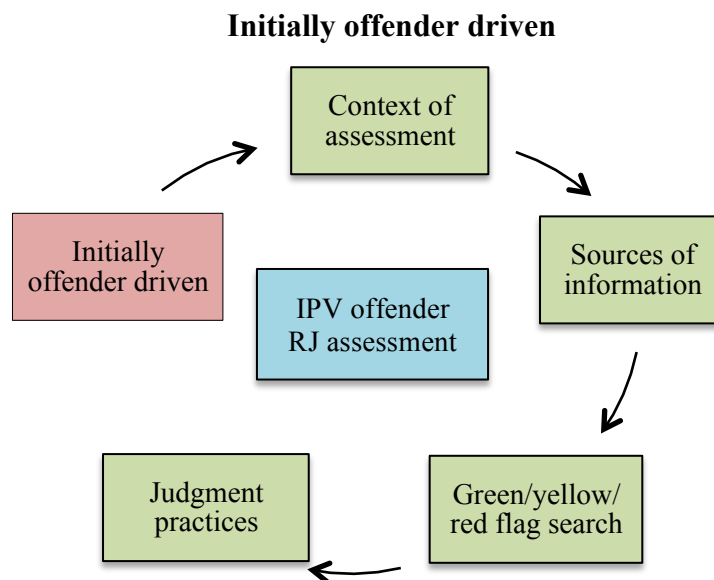 Initially offender driven
Context of
assessment
Initially
offender driven
Sources of
information
IPV offender
RJ assessment
Judgment
practices
Green/yellow/
red flag search